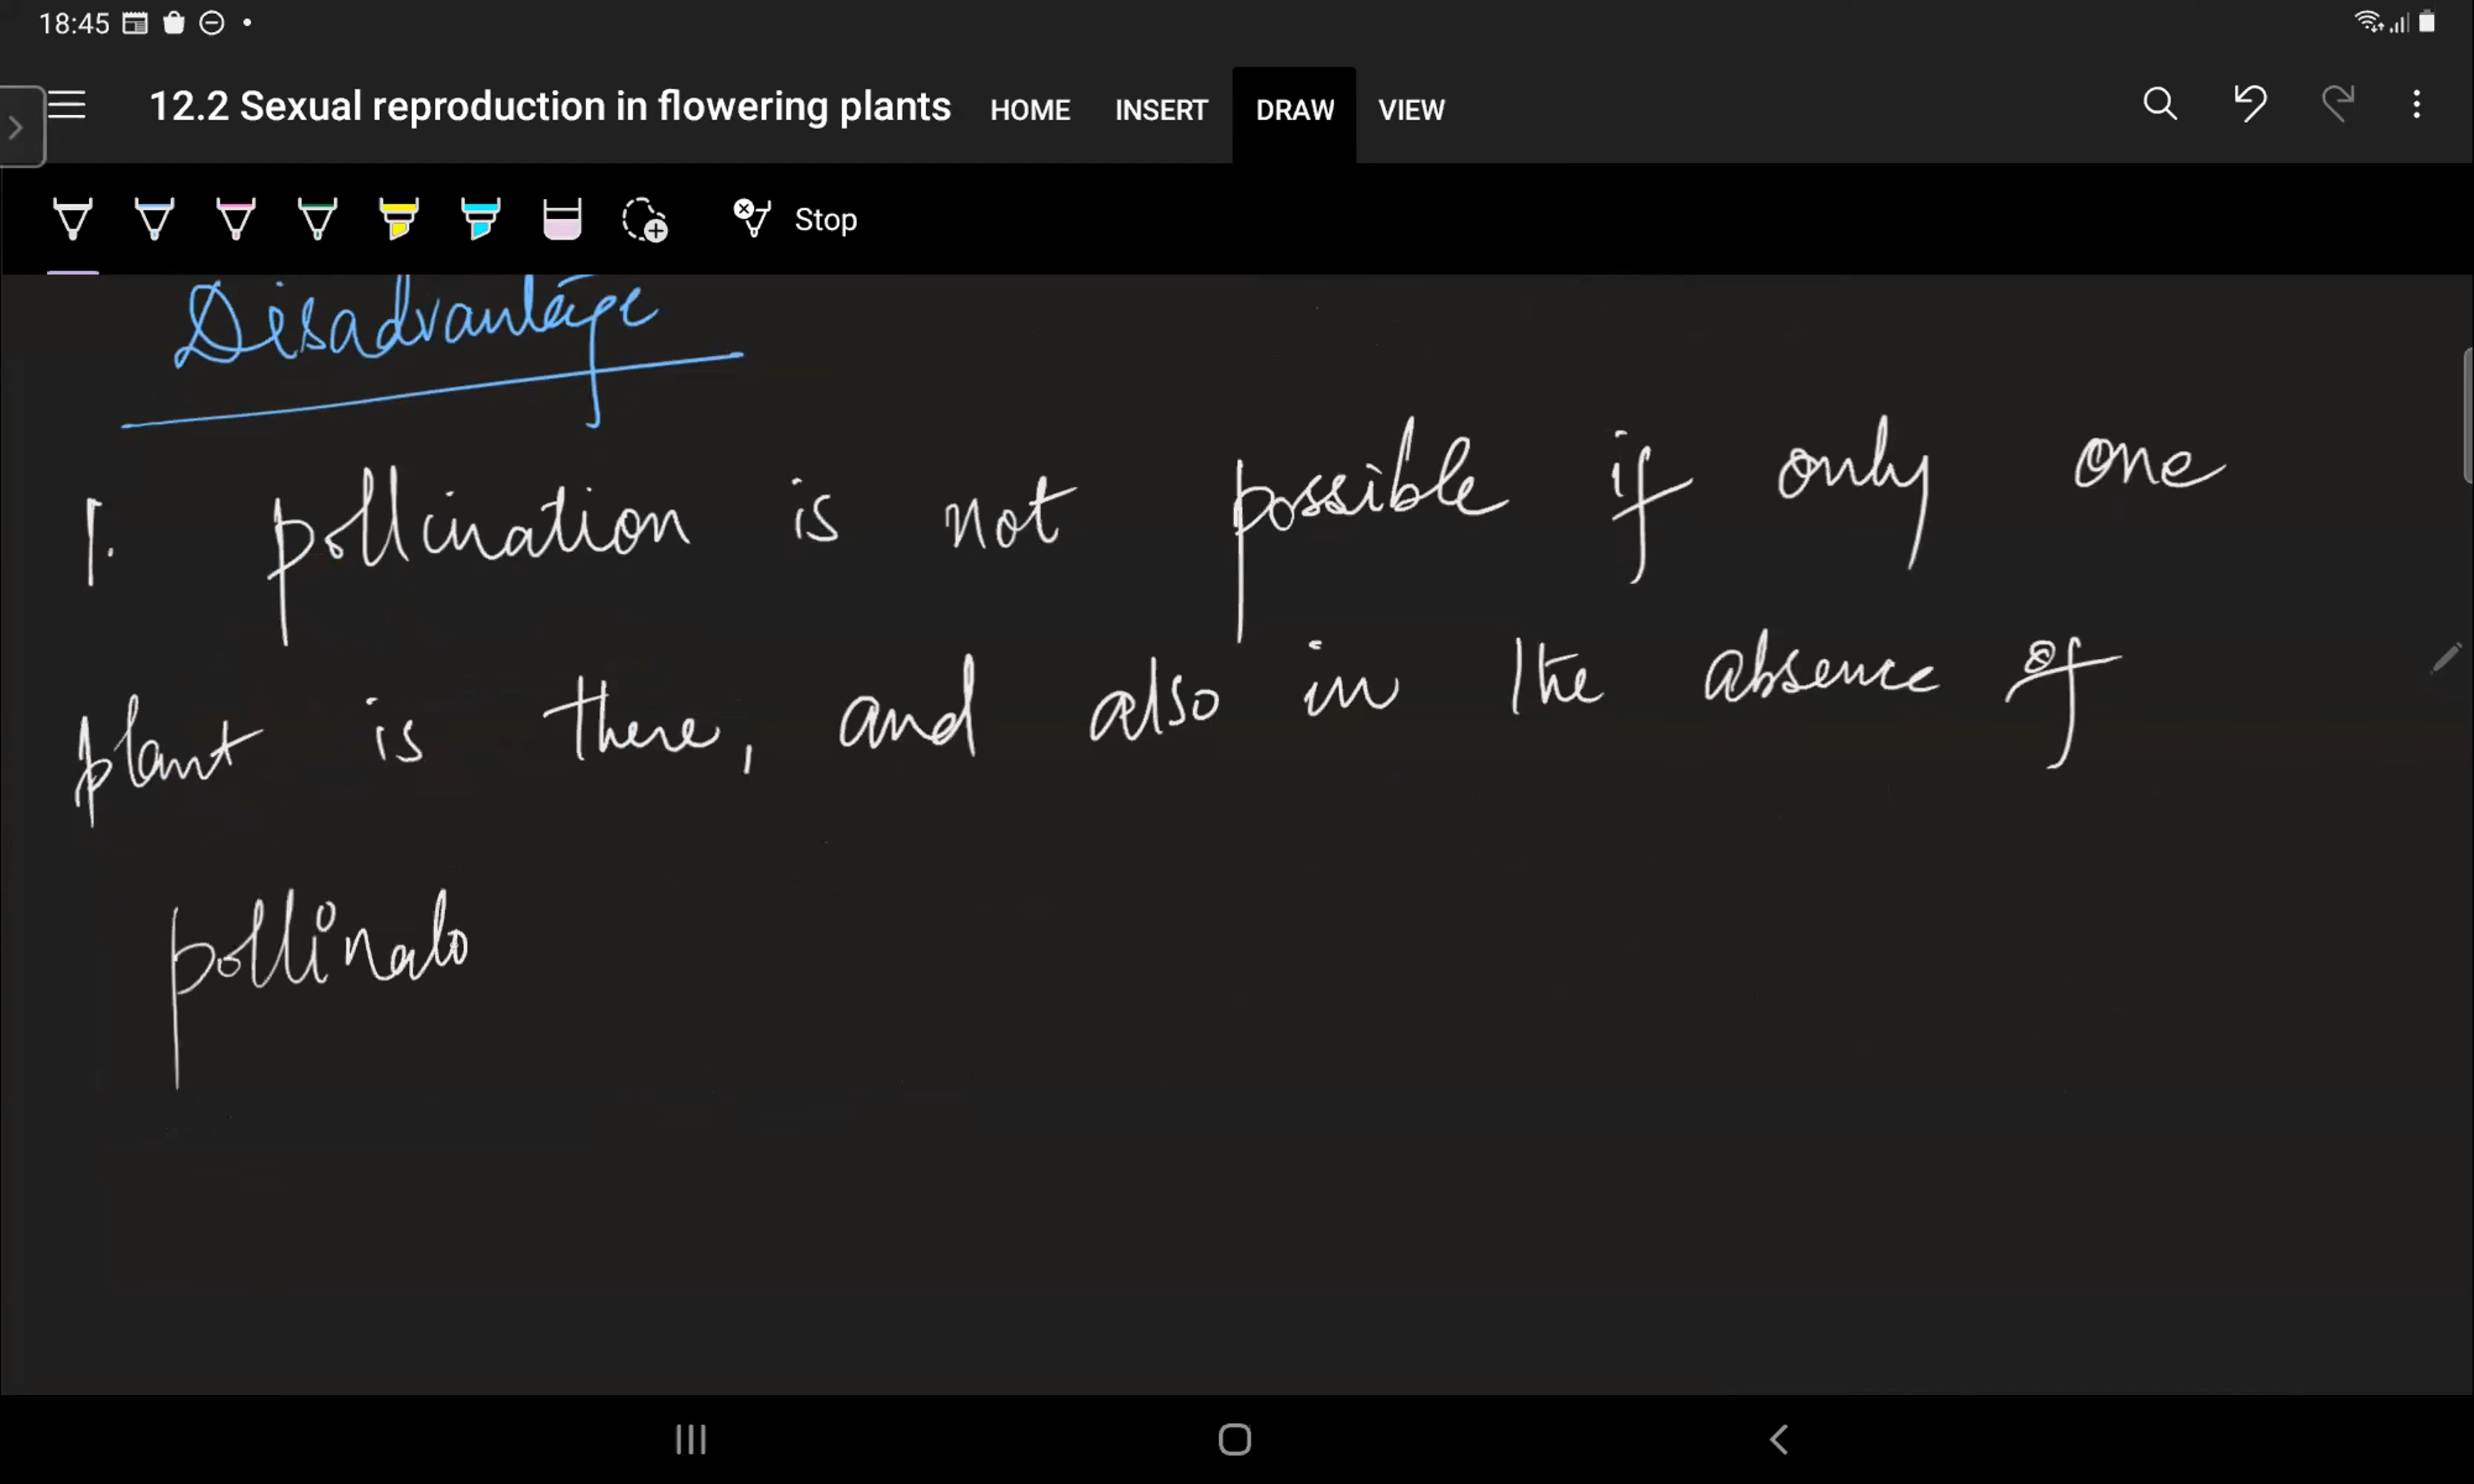 18:45
12.2 Sexual reproduction in flowering plants HOME INSERT DRAW VIEW
Stop
Disadvantage
1. pollination is not possible if only one
plant is there, and also in the absence of
pollinato